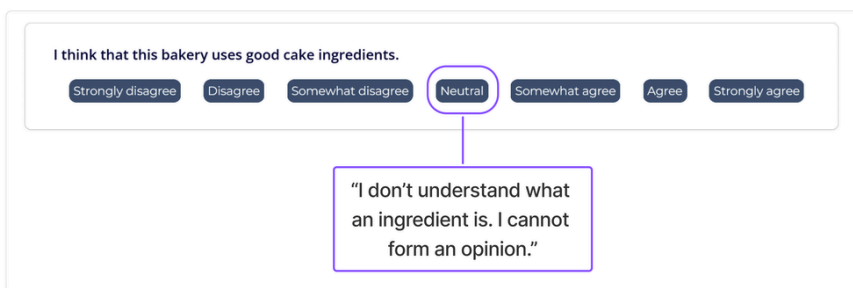 I think that this bakery uses good cake ingredients.
Strongly disagree Disagree Somewhat disagree Neutral Somewhat agree Agree Strongly agree
“I don’t understand what
an ingredient is. I cannot
form an opinion.”